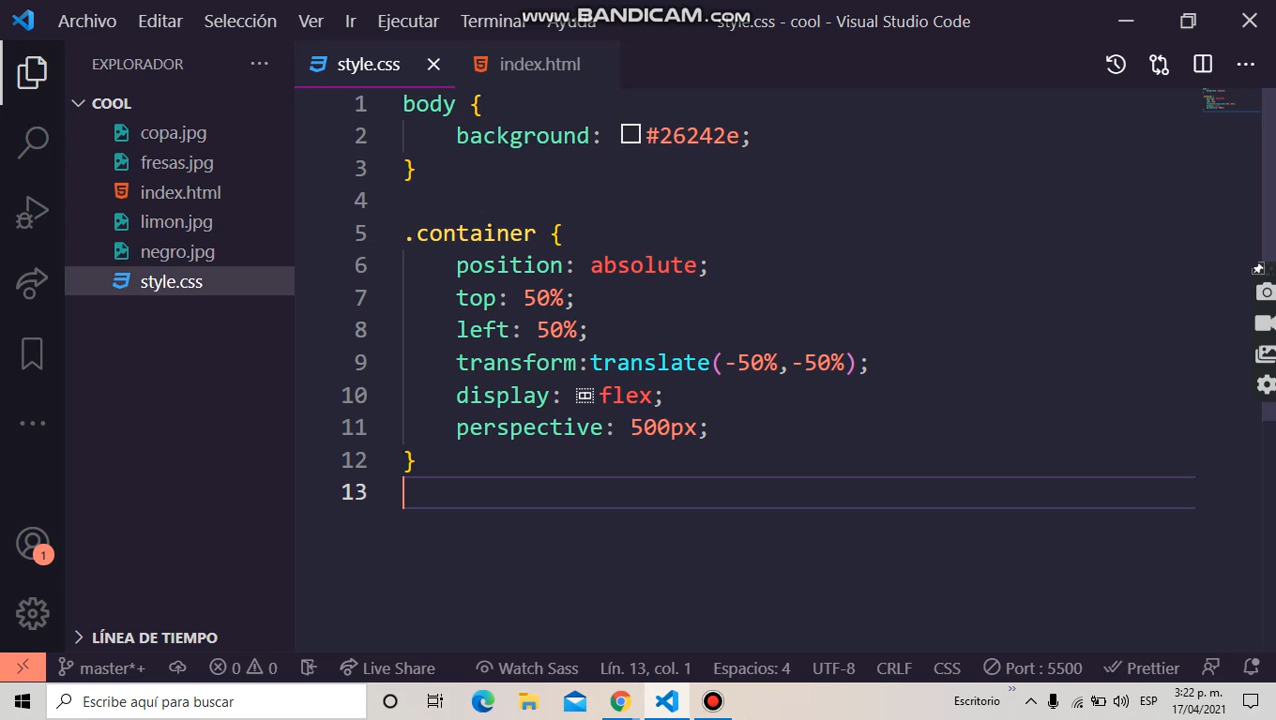 Archivo Editar Selección Ver Ir Ejecutar Terminal Ayuda style.css - cool - Visual Studio Code
www.BANDICAM.com
EXPLORADOR
style.css
index.html
COOL
copa.jpg
fresas.jpg
index.html
limon.jpg
negro.jpg
style.css
1 body {
2 background: #26242e;
3 }
4
5 .container {
6 position: absolute;
7 top: 50%;
8 left: 50%;
9 transform:translate(-50%,-50%);
10 display: flex;
11 perspective: 500px;
12 }
13
1
LÍNEA DE TIEMPO
master*+ 0 0 Live Share Watch Sass Lín. 13, col. 1 Espacios: 4 UTF-8 CRLF CSS Port : 5500 Prettier
Escribe aquí para buscar
Escritorio
ESP
3:22 p. m.
17/04/2021